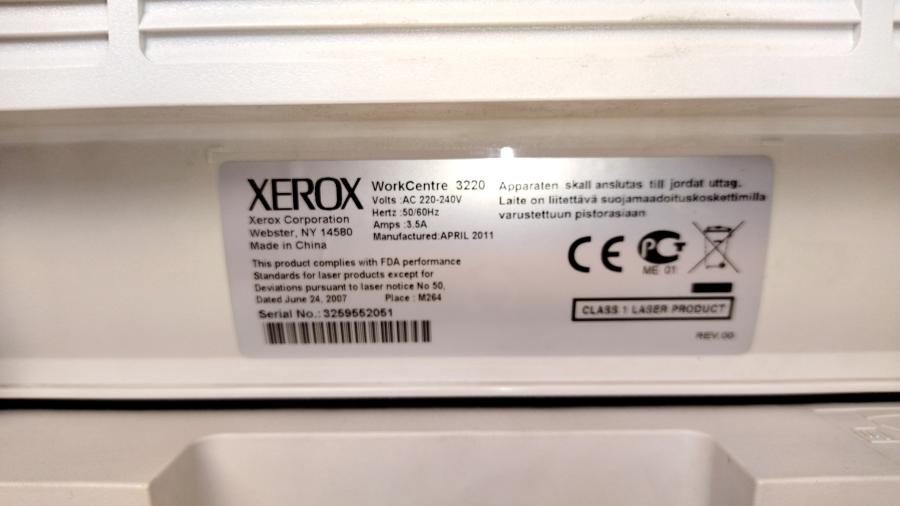 XEROX
WorkCentre 3220
Volts :AC 220-240V
Hertz :50/60Hz
Amps :3.5A
Manufactured:APRIL 2011
Xerox Corporation
Webster, NY 14580
Made in China
This product complies with FDA performance
Standards for laser products except for
Deviations pursuant to laser notice No 50,
Dated June 24, 2007 Place : M264
Serial No.: 3259552051
Apparaten skall anslutas till jordat uttag.
Laite on liitettävä suojamaadoituskoskettimilla
varustettuun pistorasiaan
CE PCT
ME 01
CLASS 1 LASER PRODUCT
REV.00